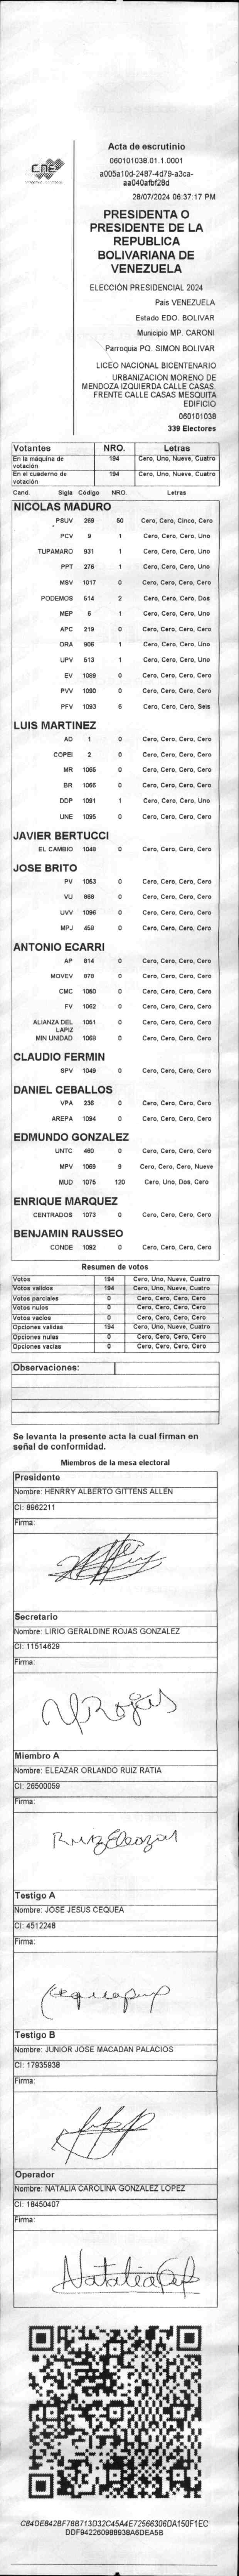 CNE
Acta de escrutinio
060101038.01.1.0001
a005a10d-2487-4d79-a3ca-
aa040afbf28d
28/07/2024 06:37:17 PM
PRESIDENTA O
PRESIDENTE DE LA
REPUBLICA
BOLIVARIANA DE
VENEZUELA
ELECCIÓN PRESIDENCIAL 2024
Pais VENEZUELA
Estado EDO. BOLIVAR
Municipio MP. CARONI
Parroquia PQ. SIMON BOLIVAR
LICEO NACIONAL BICENTENARIO
URBANIZACION MORENO DE
MENDOZA IZQUIERDA CALLE CASAS.
FRENTE CALLE CASAS MESQUITA
EDIFICIO
060101038
339 Electores
Votantes NRO. Letras
En la máquina de votación 194 Cero, Uno, Nueve, Cuatro
En el cuaderno de votación 194 Cero, Uno, Nueve, Cuatro
Cand. Sigla Código NRO. Letras
NICOLAS MADURO
PSUV 269 50 Cero, Cero, Cinco, Cero
PCV 9 1 Cero, Cero, Cero, Uno
TUPAMARO 931 1 Cero, Cero, Cero, Uno
PPT 276 1 Cero, Cero, Cero, Uno
MSV 1017 0 Cero, Cero, Cero, Cero
PODEMOS 514 2 Cero, Cero, Cero, Dos
MEP 6 1 Cero, Cero, Cero, Uno
APC 219 0 Cero, Cero, Cero, Cero
ORA 906 1 Cero, Cero, Cero, Uno
UPV 513 1 Cero, Cero, Cero, Uno
EV 1089 0 Cero, Cero, Cero, Cero
PVV 1090 0 Cero, Cero, Cero, Cero
PFV 1093 6 Cero, Cero, Cero, Seis
LUIS MARTINEZ
AD 1 0 Cero, Cero, Cero, Cero
COPEI 2 0 Cero, Cero, Cero, Cero
MR 1065 0 Cero, Cero, Cero, Cero
BR 1066 0 Cero, Cero, Cero, Cero
DDP 1091 1 Cero, Cero, Cero, Uno
UNE 1095 0 Cero, Cero, Cero, Cero
JAVIER BERTUCCI
EL CAMBIO 1048 0 Cero, Cero, Cero, Cero
JOSE BRITO
PV 1053 0 Cero, Cero, Cero, Cero
VU 868 0 Cero, Cero, Cero, Cero
UVV 1096 0 Cero, Cero, Cero, Cero
MPJ 458 0 Cero, Cero, Cero, Cero
ANTONIO ECARRI
AP 814 0 Cero, Cero, Cero, Cero
MOVEV 878 0 Cero, Cero, Cero, Cero
CMC 1050 0 Cero, Cero, Cero, Cero
FV 1062 0 Cero, Cero, Cero, Cero
ALIANZA DEL LAPIZ 1051 0 Cero, Cero, Cero, Cero
MIN UNIDAD 1088 0 Cero, Cero, Cero, Cero
CLAUDIO FERMIN
SPV 1049 0 Cero, Cero, Cero, Cero
DANIEL CEBALLOS
VPA 236 0 Cero, Cero, Cero, Cero
AREPA 1094 0 Cero, Cero, Cero, Cero
EDMUNDO GONZALEZ
UNTC 460 0 Cero, Cero, Cero, Cero
MPV 1069 9 Cero, Cero, Cero, Nueve
MUD 1075 120 Cero, Uno, Dos, Cero
ENRIQUE MARQUEZ
CENTRADOS 1073 0 Cero, Cero, Cero, Cero
BENJAMIN RAUSSEO
CONDE 1092 0 Cero, Cero, Cero, Cero
Resumen de votos
Votos 194 Cero, Uno, Nueve, Cuatro
Votos validos 194 Cero, Uno, Nueve, Cuatro
Votos parciales 0 Cero, Cero, Cero, Cero
Votos nulos 0 Cero, Cero, Cero, Cero
Votos vacios 0 Cero, Cero, Cero, Cero
Opciones validas 194 Cero, Uno, Nueve, Cuatro
Opciones nulas 0 Cero, Cero, Cero, Cero
Opciones vacias 0 Cero, Cero, Cero, Cero
Observaciones:
Se levanta la presente acta la cual firman en
señal de conformidad.
Miembros de la mesa electoral
Presidente
Nombre: HENRRY ALBERTO GITTENS ALLEN
CI: 8962211
Firma:
Secretario
Nombre: LIRIO GERALDINE ROJAS GONZALEZ
CI: 11514629
Firma:
Rojas
Miembro A
Nombre: ELEAZAR ORLANDO RUIZ RATIA
CI: 26500059
Firma:
Ruiz Eleazar
Testigo A
Nombre: JOSE JESUS CEQUEA
CI: 4512248
Firma:
Testigo B
Nombre: JUNIOR JOSE MACADAN PALACIOS
CI: 17935938
Firma:
Operador
Nombre: NATALIA CAROLINA GONZALEZ LOPEZ
CI: 18450407
Firma:
Natalia
C84DE842BF78B713D32C45A4E72566306DA150F1EC
DDF942260988938A6DEA5B